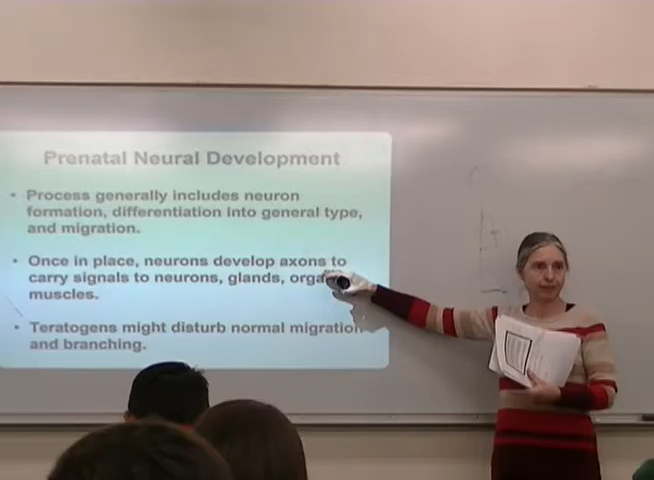 Prenatal Neural Development
• Process generally includes neuron
formation, differentiation into general type,
and migration.
• Once in place, neurons develop axons to
carry signals to neurons, glands, orga
muscles.
• Teratogens might disturb normal migration
and branching.